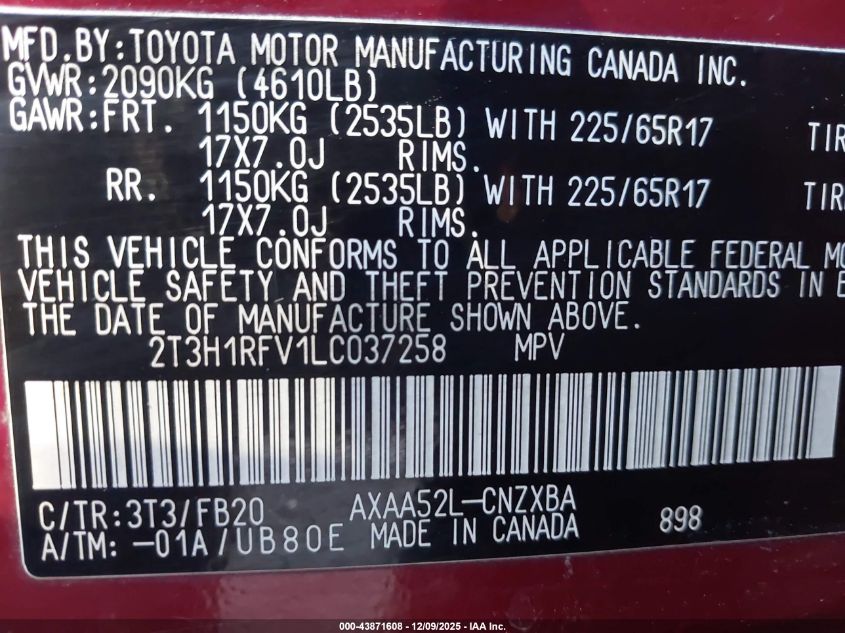 MFD.BY:TOYOTA MOTOR MANUFACTURING CANADA INC.
GVWR:2090KG (4610LB)
GAWR:FRT. 1150KG (2535LB) WITH 225/65R17 TIR
17X7.0J RIMS.
RR. 1150KG (2535LB) WITH 225/65R17 TIR
17X7.0J RIMS.
THIS VEHICLE CONFORMS TO ALL APPLICABLE FEDERAL MO
VEHICLE SAFETY AND THEFT PREVENTION STANDARDS IN E
THE DATE OF MANUFACTURE SHOWN ABOVE.
2T3H1RFV1LC037258 MPV
C/TR:3T3/FB20 AXAA52L-CNZXBA 898
A/TM: -01A/UB80E MADE IN CANADA
000-43871608 - 12/09/2025 - IAA Inc.